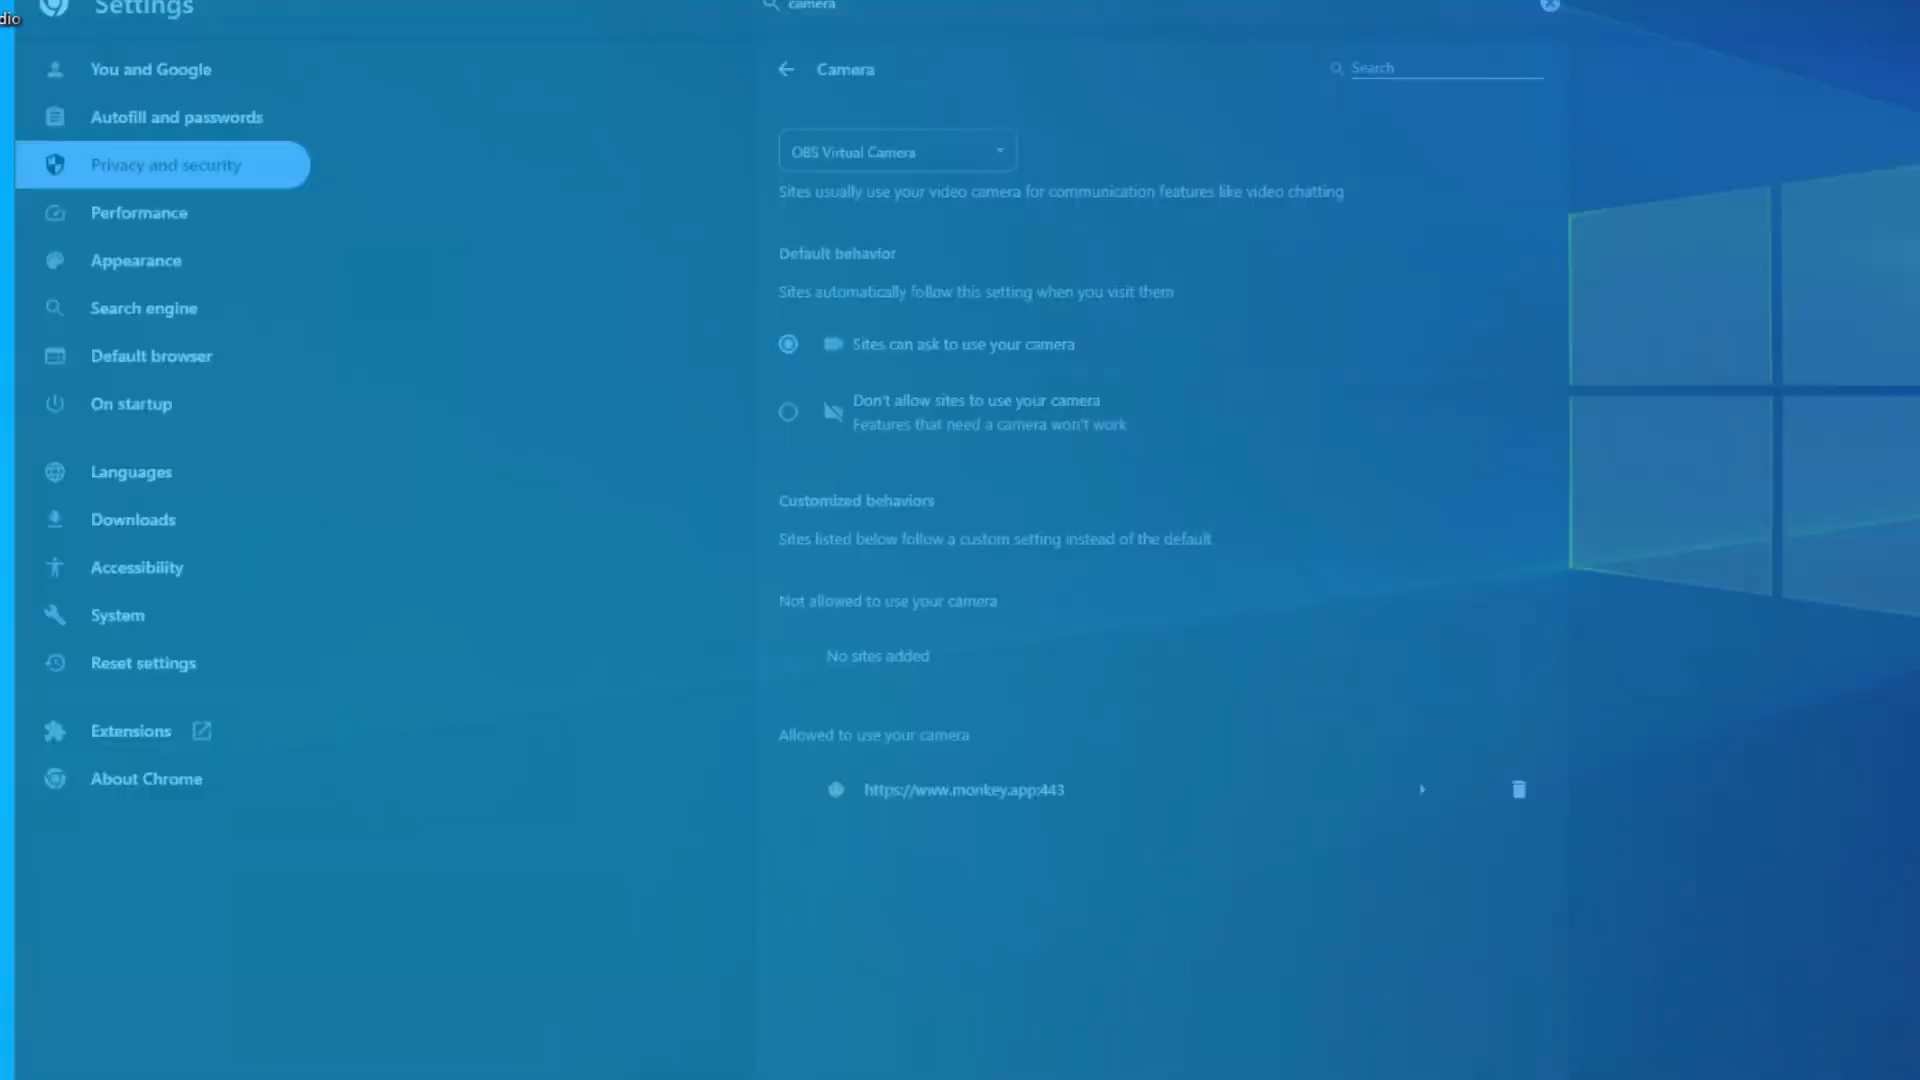 dio
Settings
camera
You and Google
Autofill and passwords
Privacy and security
Performance
Appearance
Search engine
Default browser
On startup
Languages
Downloads
Accessibility
System
Reset settings
Extensions
About Chrome
Camera
Search
OBS Virtual Camera
Sites usually use your video camera for communication features like video chatting
Default behavior
Sites automatically follow this setting when you visit them
Sites can ask to use your camera
Don't allow sites to use your camera
Features that need a camera won't work
Customized behaviors
Sites listed below follow a custom setting instead of the default
Not allowed to use your camera
No sites added
Allowed to use your camera
https://www.monkey.app:443